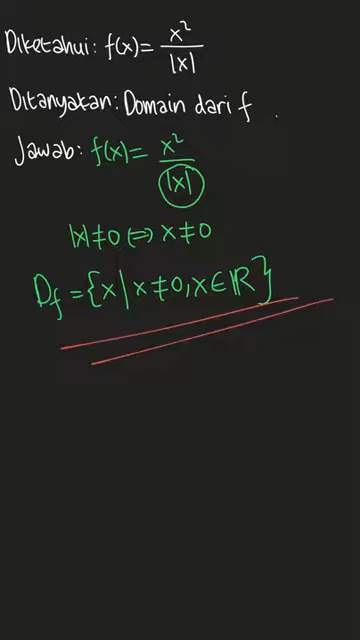 Diketahui: f(x) = x²/|x|
Ditanyakan: Domain dari f
Jawab: f(x) = x²/|x|
|x| ≠ 0 ⇔ x ≠ 0
D_f = {x | x ≠ 0, x ∈ ℝ}